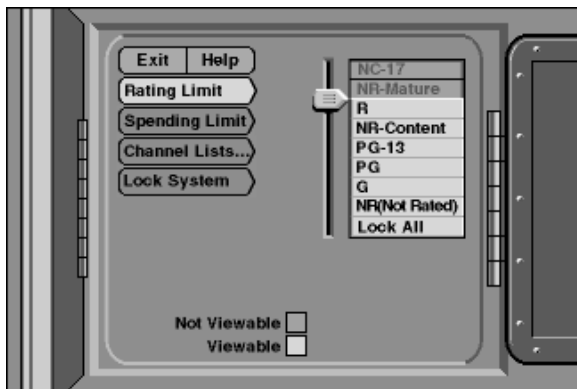 Exit Help
Rating Limit
Spending Limit
Channel Lists...
Lock System
NC-17
NR-Mature
R
NR-Content
PG-13
PG
G
NR(Not Rated)
Lock All
Not Viewable
Viewable